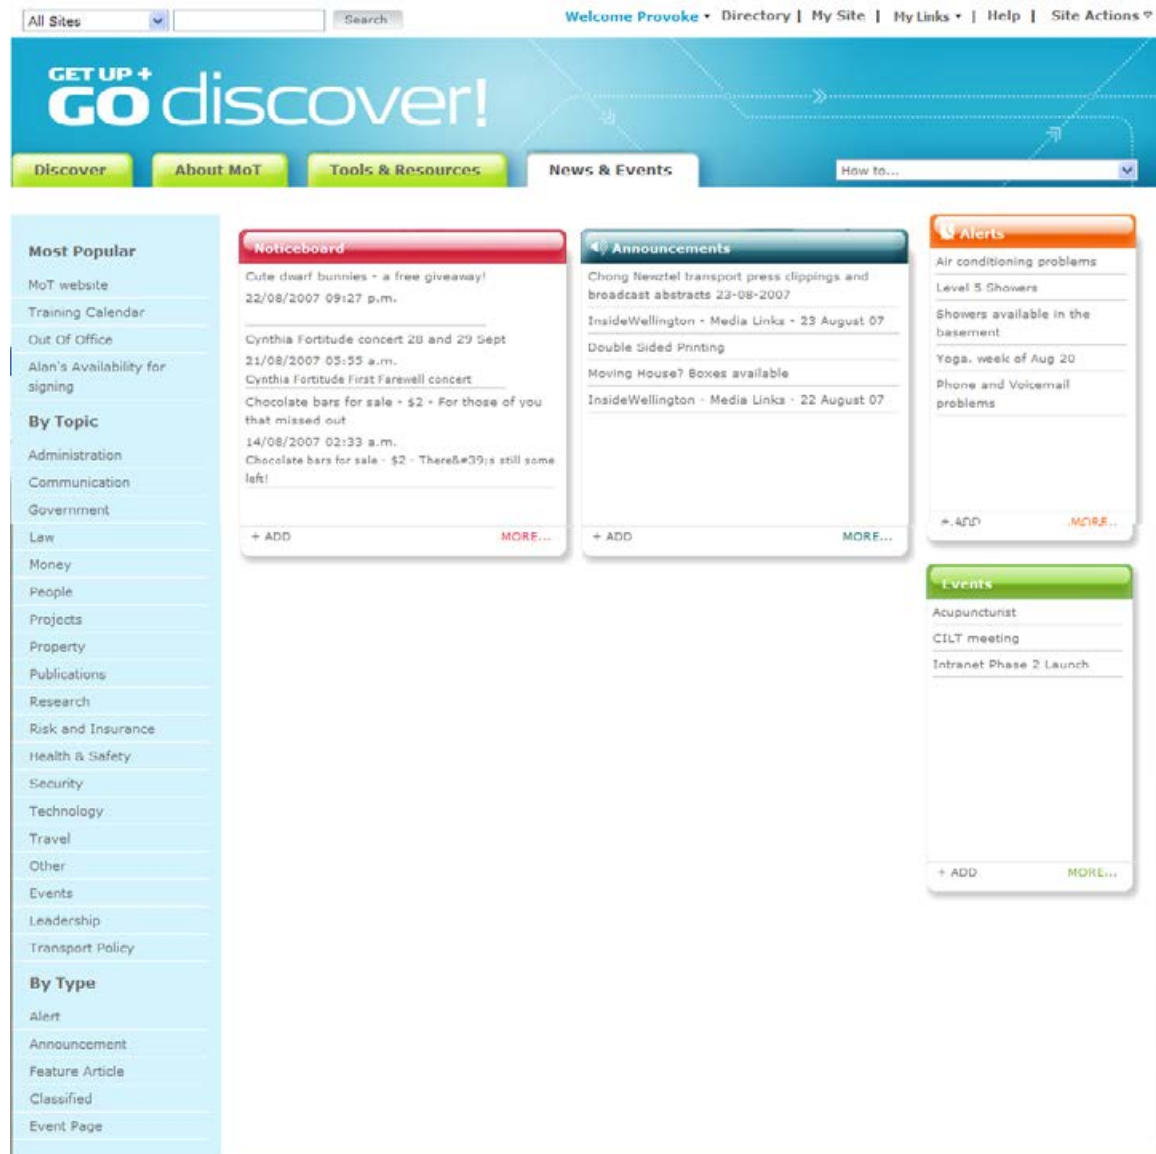 All Sites Search Welcome Provoke Directory | My Site | My Links | Help | Site Actions
GET UP +
GO discover!
Discover About MoT Tools & Resources News & Events How to...
Most Popular
MoT website
Training Calendar
Out Of Office
Alan's Availability for
signing
By Topic
Administration
Communication
Government
Law
Money
People
Projects
Property
Publications
Research
Risk and Insurance
Health & Safety
Security
Technology
Travel
Other
Events
Leadership
Transport Policy
By Type
Alert
Announcement
Feature Article
Classified
Event Page
Noticeboard
Cute dwarf bunnies - a free giveaway!
22/08/2007 09:27 p.m.
Cynthia Fortitude concert 28 and 29 Sept
21/08/2007 05:55 a.m.
Cynthia Fortitude First Farewell concert
Chocolate bars for sale - $2 - For those of you
that missed out
14/08/2007 02:33 a.m.
Chocolate bars for sale - $2 - There&#39;s still some
left!
+ ADD MORE...
Announcements
Chong Newztel transport press clippings and
broadcast abstracts 23-08-2007
InsideWellington - Media Links - 23 August 07
Double Sided Printing
Moving House? Boxes available
InsideWellington - Media Links - 22 August 07
+ ADD MORE...
Alerts
Air conditioning problems
Level 5 Showers
Showers available in the
basement
Yoga, week of Aug 20
Phone and Voicemail
problems
+ ADD MORE...
Events
Acupuncturist
CILT meeting
Intranet Phase 2 Launch
+ ADD MORE...